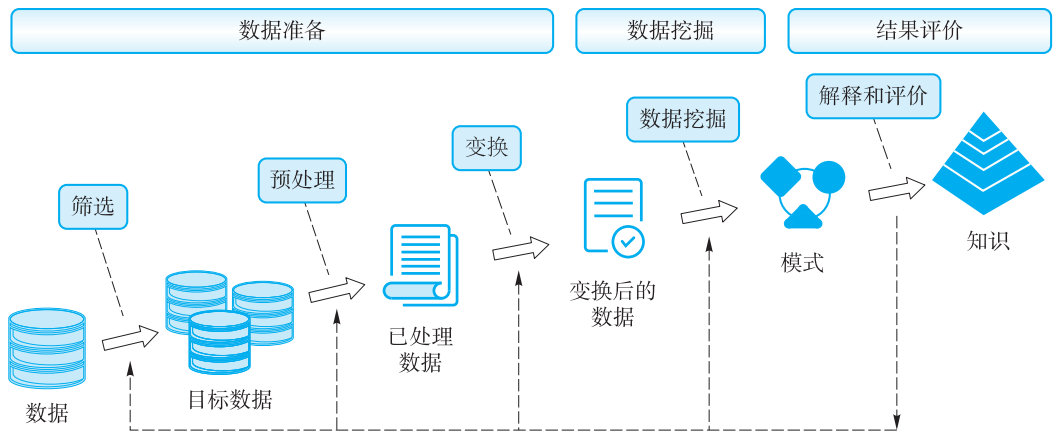 数据准备
数据挖掘
结果评价
解释和评价
数据挖掘
变换
预处理
筛选
知识
模式
变换后的
数据
已处理
数据
目标数据
数据